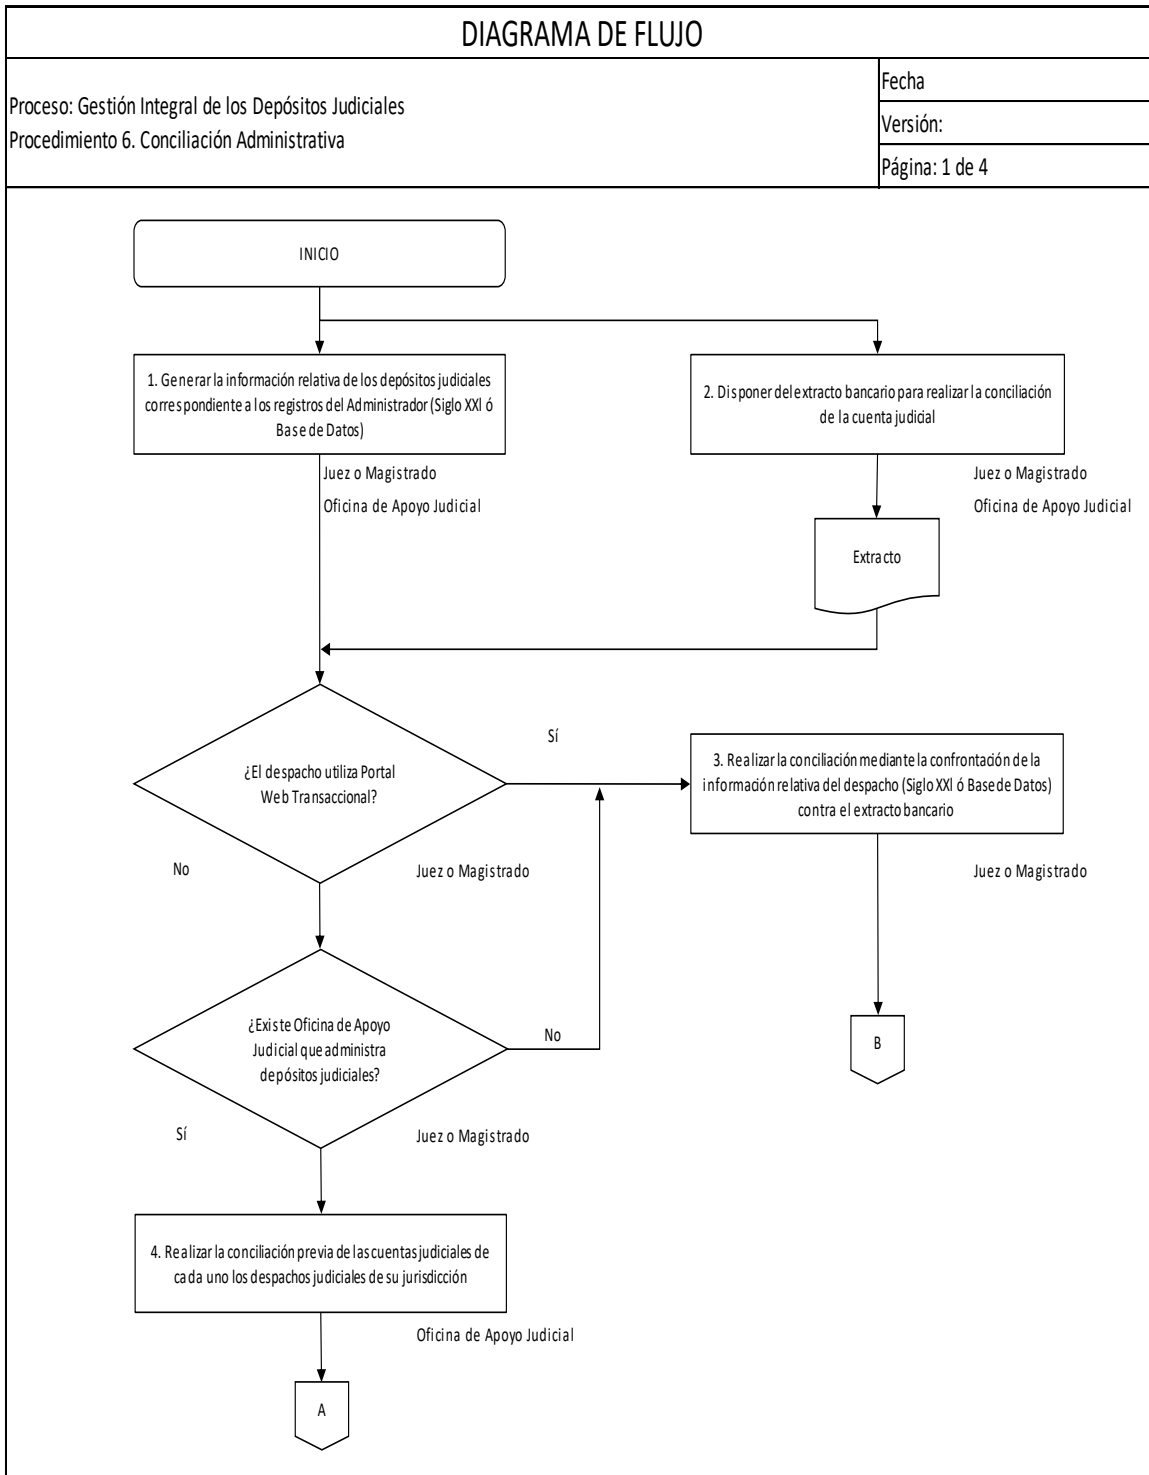 DIAGRAMA DE FLUJO
Proceso: Gestión Integral de los Depósitos Judiciales
Procedimiento 6. Conciliación Administrativa
Fecha
Versión:
Página: 1 de 4
INICIO
1. Generar la información relativa de los depósitos judiciales
correspondiente a los registros del Administrador (Siglo XXI ó
Base de Datos)
Juez o Magistrado
Oficina de Apoyo Judicial
2. Disponer del extracto bancario para realizar la conciliación
de la cuenta judicial
Juez o Magistrado
Oficina de Apoyo Judicial
Extracto
¿El despacho utiliza Portal
Web Transaccional?
Sí
No
Juez o Magistrado
3. Realizar la conciliación mediante la confrontación de la
información relativa del despacho (Siglo XXI ó Base de Datos)
contra el extracto bancario
Juez o Magistrado
¿Existe Oficina de Apoyo
Judicial que administra
depósitos judiciales?
No
Sí
Juez o Magistrado
B
4. Realizar la conciliación previa de las cuentas judiciales de
cada uno los despachos judiciales de su jurisdicción
Oficina de Apoyo Judicial
A